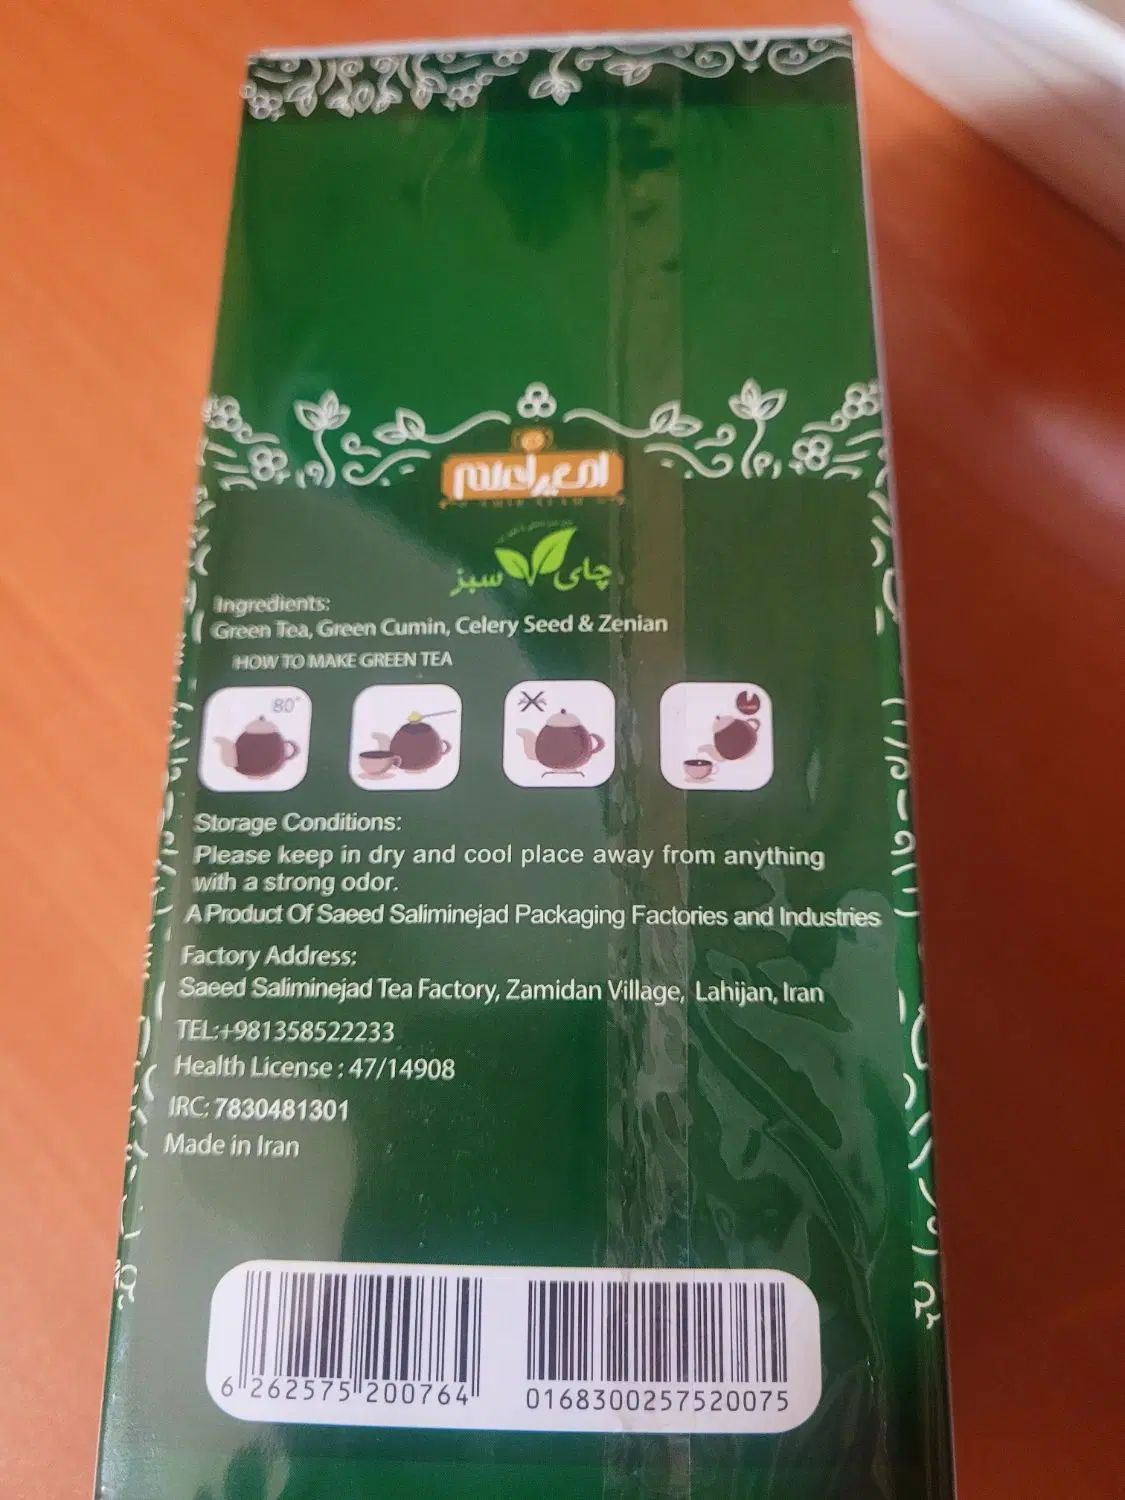 چای سبز
Ingredients:
Green Tea, Green Cumin, Celery Seed & Zenian
HOW TO MAKE GREEN TEA
80°
Storage Conditions:
Please keep in dry and cool place away from anything
with a strong odor.
A Product Of Saeed Saliminejad Packaging Factories and Industries
Factory Address:
Saeed Saliminejad Tea Factory, Zamidan Village, Lahijan, Iran
TEL:+981358522233
Health License : 47/14908
IRC: 7830481301
Made in Iran
6 262575 200764
0168300257520075